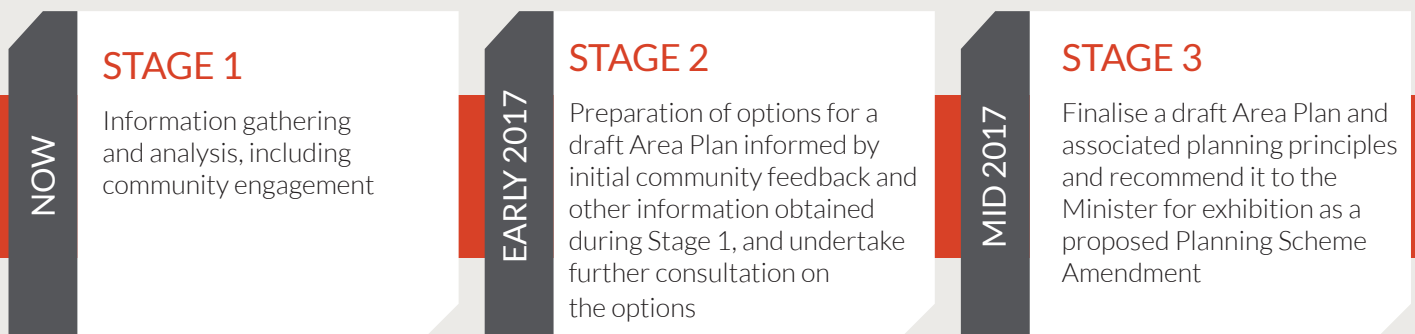 NOW
STAGE 1
Information gathering
and analysis, including
community engagement
EARLY 2017
STAGE 2
Preparation of options for a
draft Area Plan informed by
initial community feedback and
other information obtained
during Stage 1, and undertake
further consultation on
the options
MID 2017
STAGE 3
Finalise a draft Area Plan and
associated planning principles
and recommend it to the
Minister for exhibition as a
proposed Planning Scheme
Amendment